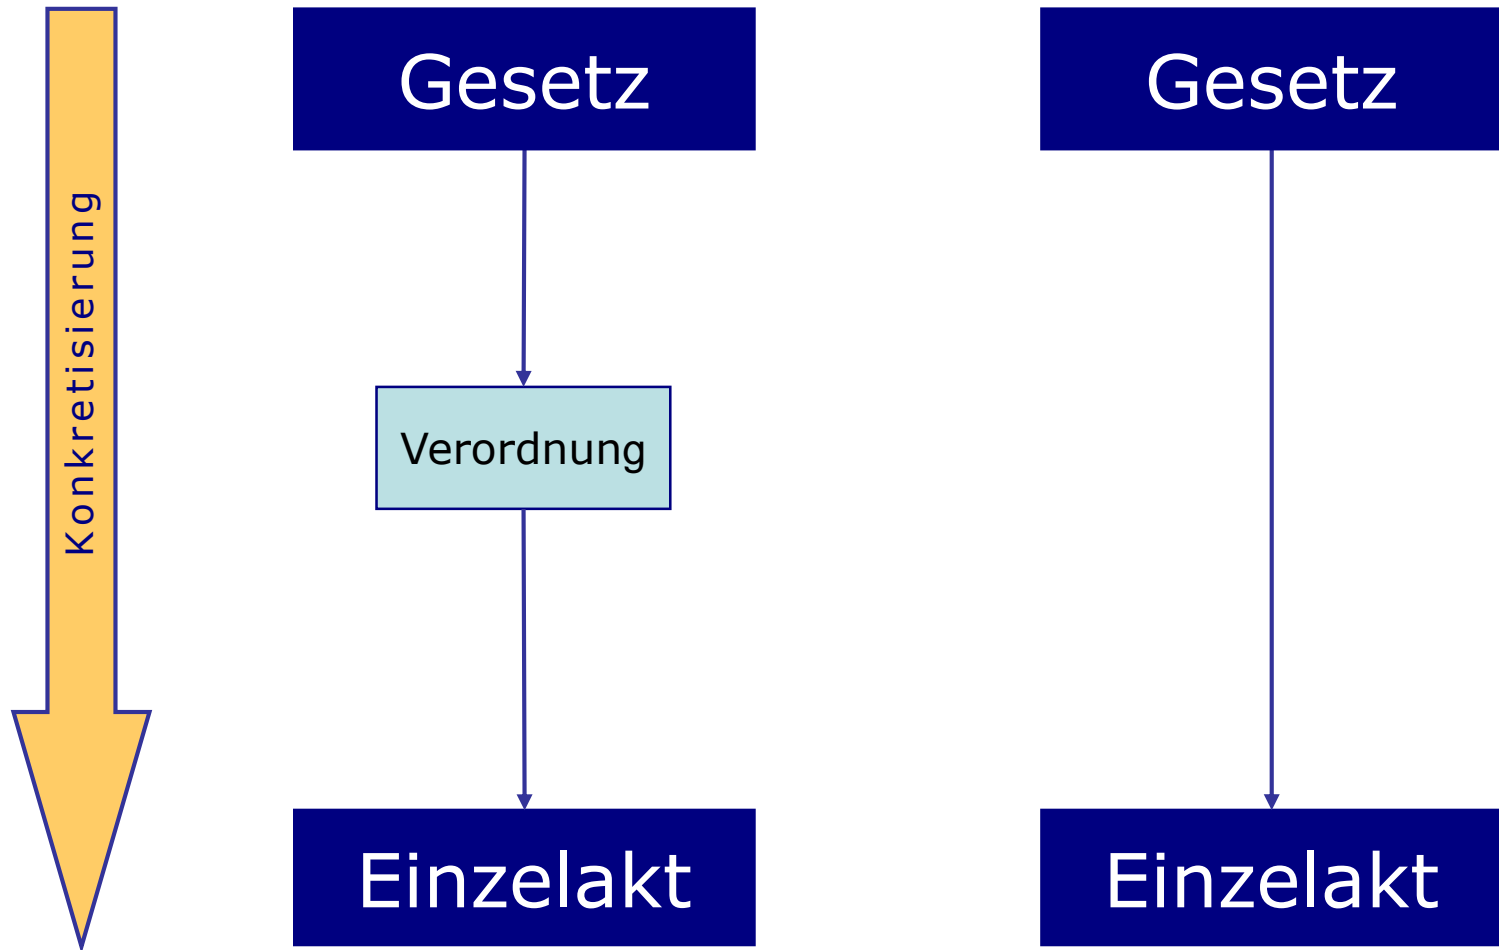 Gesetz
Gesetz
Konkretisierung
Verordnung
Einzelakt
Einzelakt